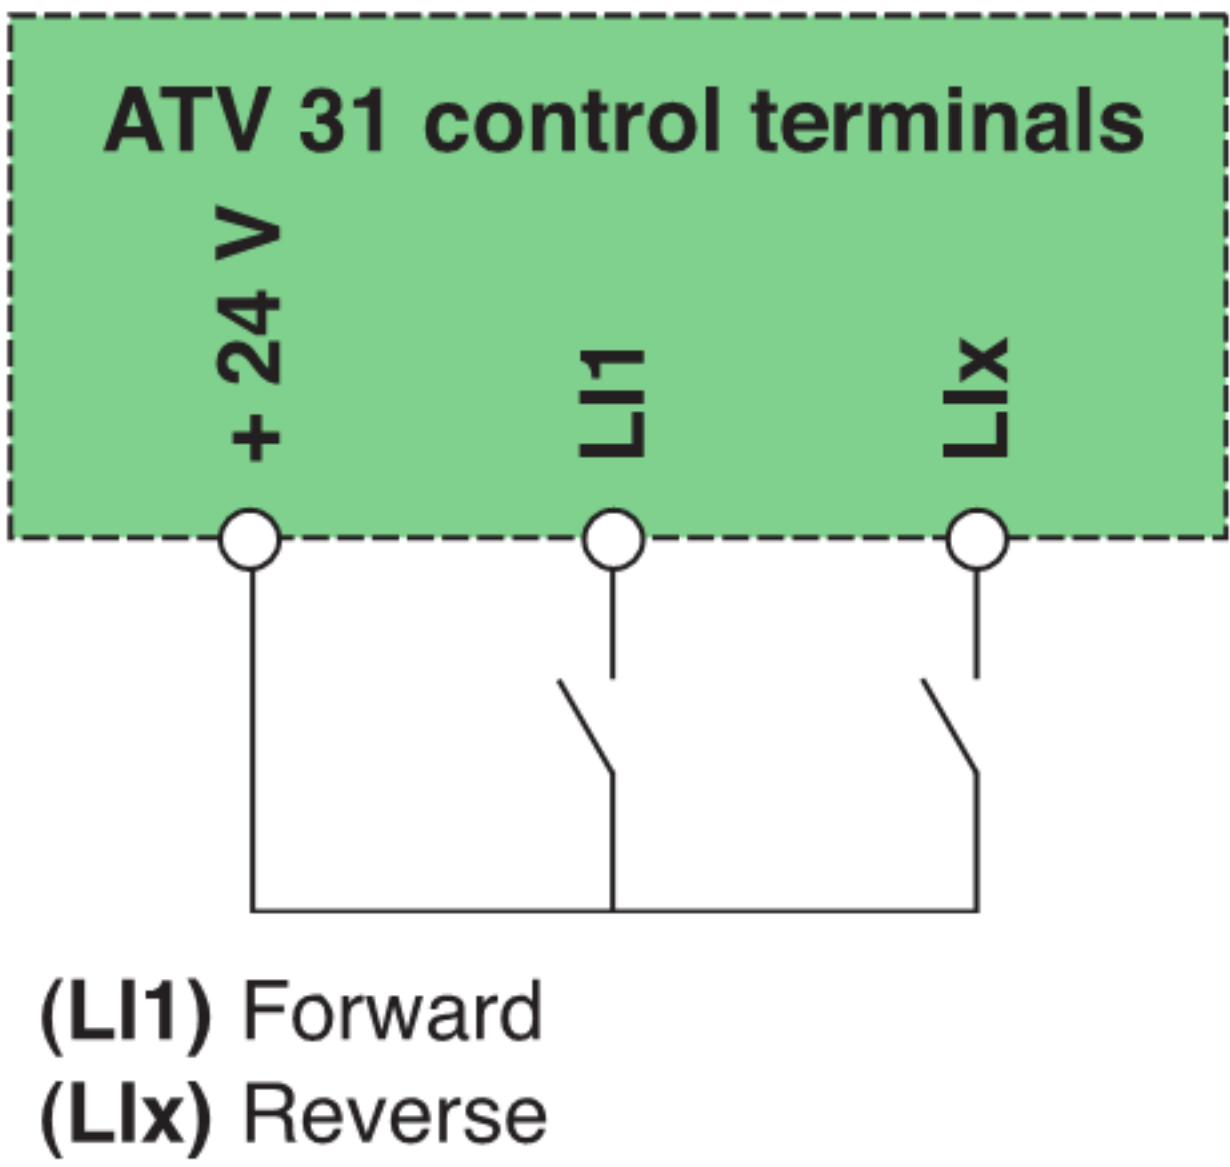 ATV 31 control terminals
+ 24 V
LI1
LIx
(LI1) Forward
(LIx) Reverse